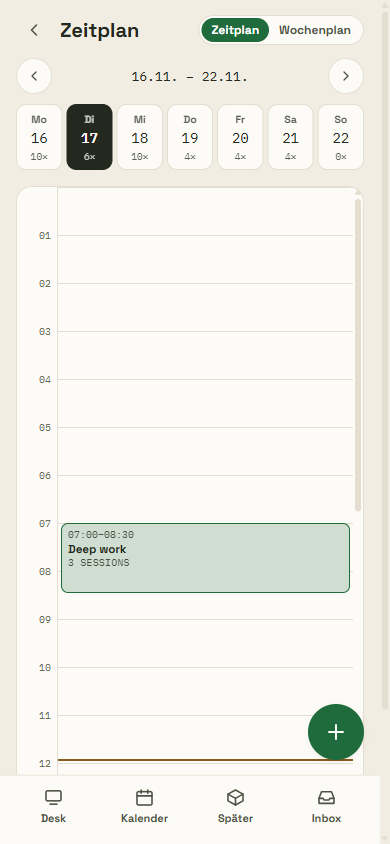 Zeitplan
Zeitplan Wochenplan
16.11. – 22.11.
Mo Di Mi Do Fr Sa So
16 17 18 19 20 21 22
10× 6× 10× 4× 4× 4× 0×
01
02
03
04
05
06
07
07:00–08:30
Deep work
3 SESSIONS
08
09
10
11
12
Desk Kalender Später Inbox